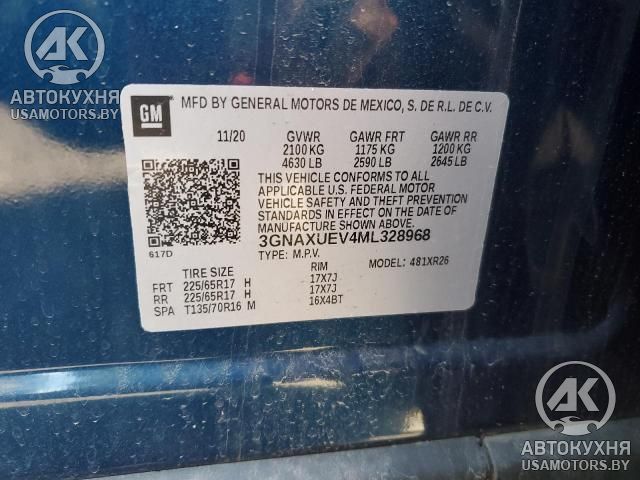 AK
АВТОКУХНЯ
USAMOTORS.BY
GM
MFD BY GENERAL MOTORS DE MEXICO, S. DE R.L. DE C.V.
11/20 GVWR GAWR FRT GAWR RR
2100 KG 1175 KG 1200 KG
4630 LB 2590 LB 2645 LB
THIS VEHICLE CONFORMS TO ALL
APPLICABLE U.S. FEDERAL MOTOR
VEHICLE SAFETY AND THEFT PREVENTION
STANDARDS IN EFFECT ON THE DATE OF
MANUFACTURE SHOWN ABOVE.
617D
3GNAXUEV4ML328968
TYPE: M.P.V. MODEL: 481XR26
TIRE SIZE RIM
FRT 225/65R17 H 17X7J
RR 225/65R17 H 17X7J
SPA T135/70R16 M 16X4BT
AK
АВТОКУХНЯ
USAMOTORS.BY